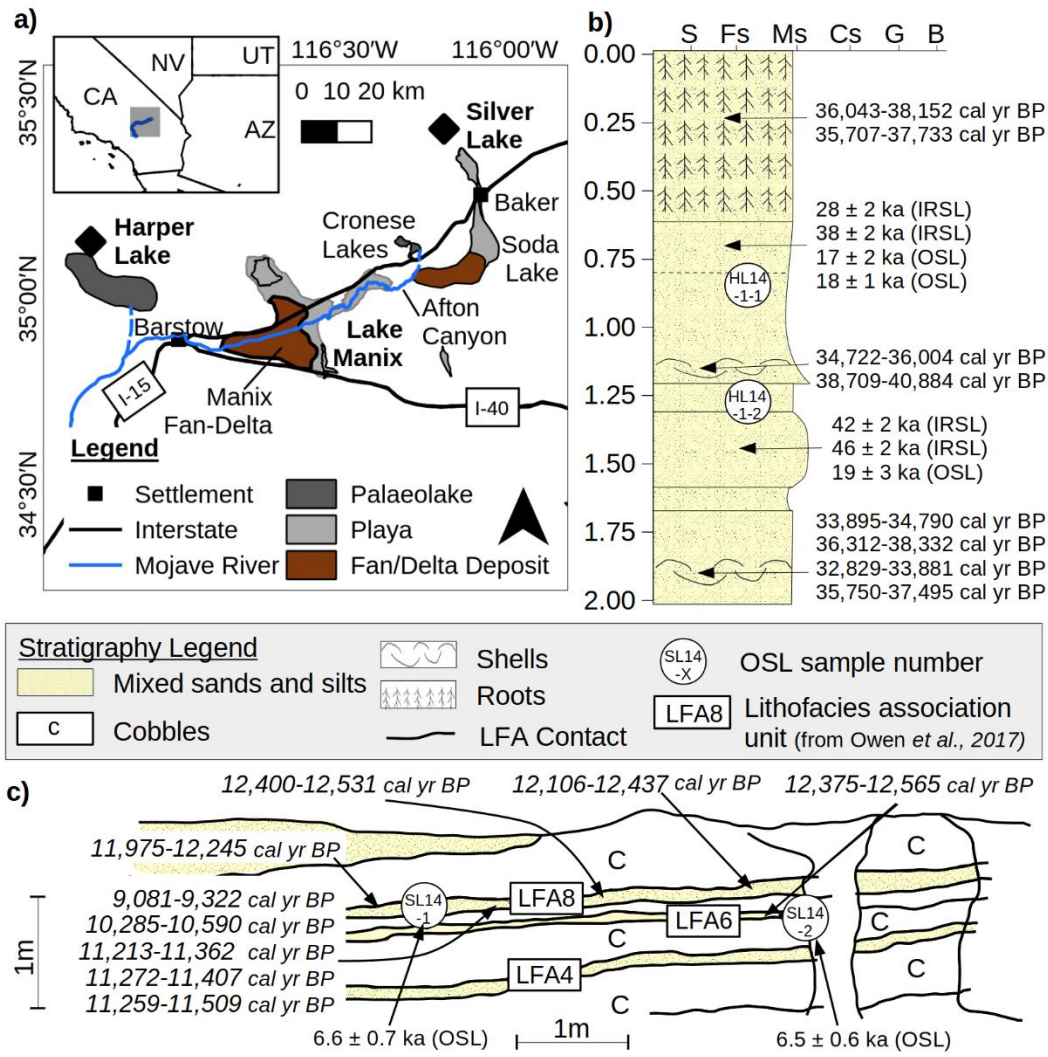 a)
116°30′W
116°00′W
35°30′N
35°00′N
34°30′N
NV
UT
CA
AZ
0 10 20 km
Silver
Lake
Baker
Harper
Lake
Cronese
Lakes
Soda
Lake
Afton
Canyon
Barstow
Lake
Manix
Manix
Fan-Delta
I-15
I-40
Legend
Settlement
Interstate
Mojave River
Palaeolake
Playa
Fan/Delta Deposit
b)
S Fs Ms Cs G B
0.00
0.25
0.50
0.75
1.00
1.25
1.50
1.75
2.00
36,043-38,152 cal yr BP
35,707-37,733 cal yr BP
28 ± 2 ka (IRSL)
38 ± 2 ka (IRSL)
17 ± 2 ka (OSL)
18 ± 1 ka (OSL)
HL14
-1-1
34,722-36,004 cal yr BP
38,709-40,884 cal yr BP
HL14
-1-2
42 ± 2 ka (IRSL)
46 ± 2 ka (IRSL)
19 ± 3 ka (OSL)
33,895-34,790 cal yr BP
36,312-38,332 cal yr BP
32,829-33,881 cal yr BP
35,750-37,495 cal yr BP
Stratigraphy Legend
Mixed sands and silts
c
Cobbles
Shells
Roots
LFA Contact
SL14
-X
OSL sample number
LFA8
Lithofacies association
unit (from Owen et al., 2017)
c)
12,400-12,531 cal yr BP
12,106-12,437 cal yr BP
12,375-12,565 cal yr BP
11,975-12,245 cal yr BP
9,081-9,322 cal yr BP
10,285-10,590 cal yr BP
11,213-11,362 cal yr BP
11,272-11,407 cal yr BP
11,259-11,509 cal yr BP
1m
SL14
-1
LFA8
LFA6
LFA4
SL14
-2
C
C
C
C
C
C
C
6.6 ± 0.7 ka (OSL)
1m
6.5 ± 0.6 ka (OSL)